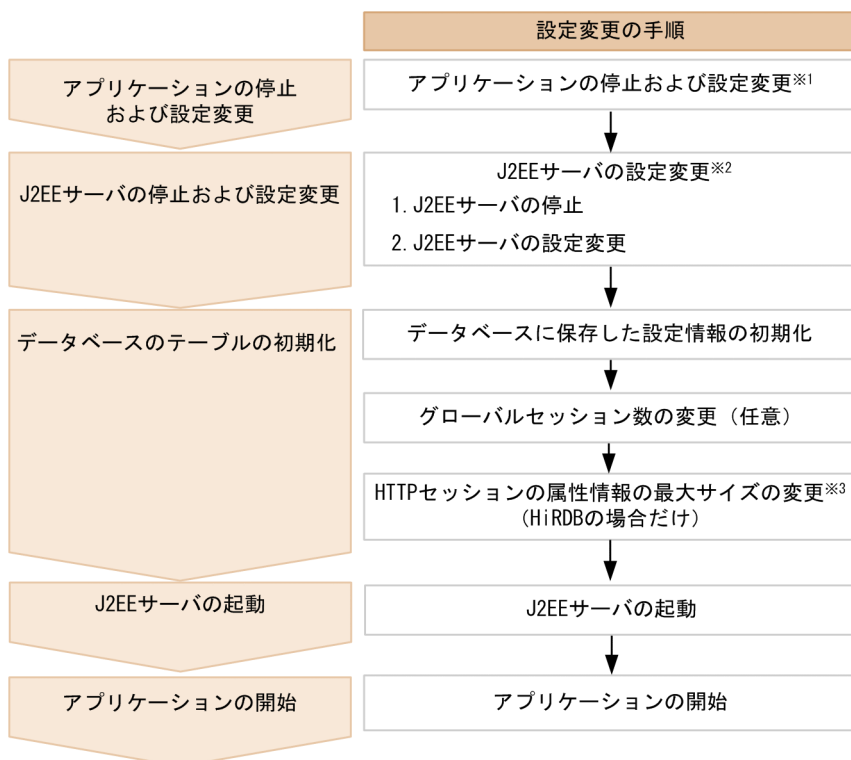 設定変更の手順
アプリケーションの停止
および設定変更
アプリケーションの停止および設定変更※1
J2EEサーバの停止および設定変更
J2EEサーバの設定変更※2
1. J2EEサーバの停止
2. J2EEサーバの設定変更
データベースのテーブルの初期化
データベースに保存した設定情報の初期化
グローバルセッション数の変更（任意）
HTTPセッションの属性情報の最大サイズの変更※3
（HiRDBの場合だけ）
J2EEサーバの起動
J2EEサーバの起動
アプリケーションの開始
アプリケーションの開始